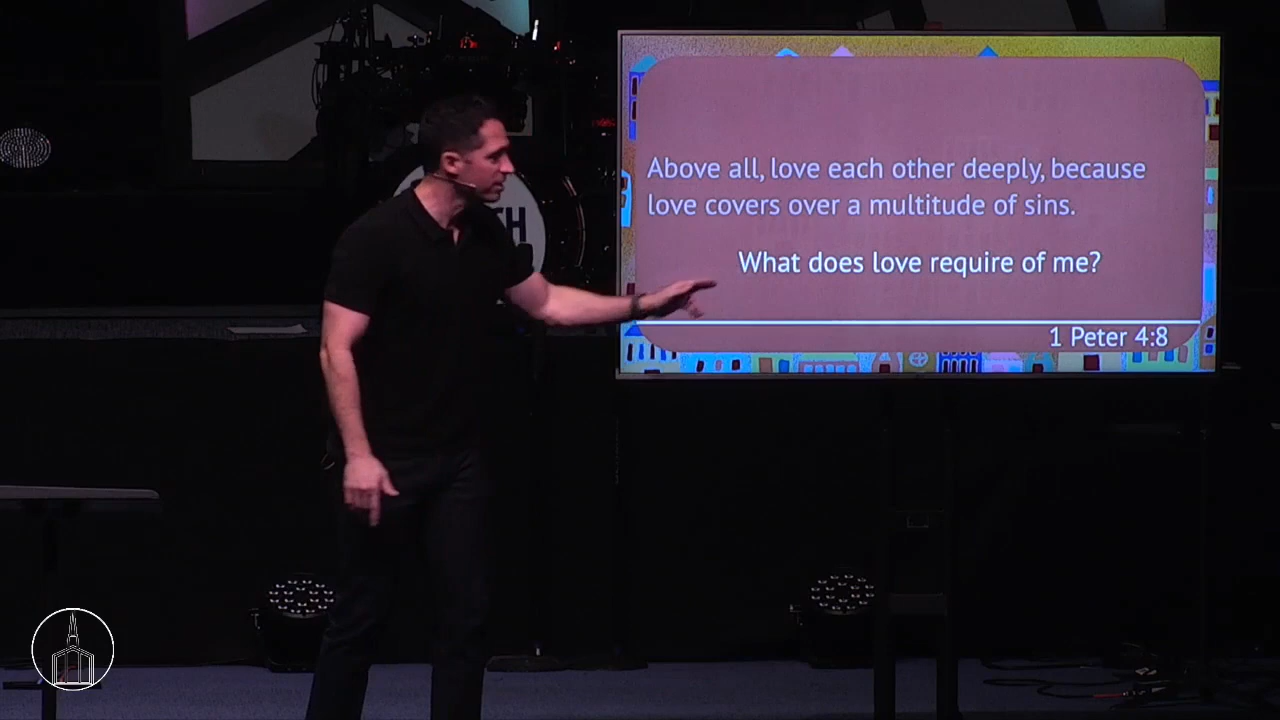 Above all, love each other deeply, because
love covers over a multitude of sins.
What does love require of me?
1 Peter 4:8